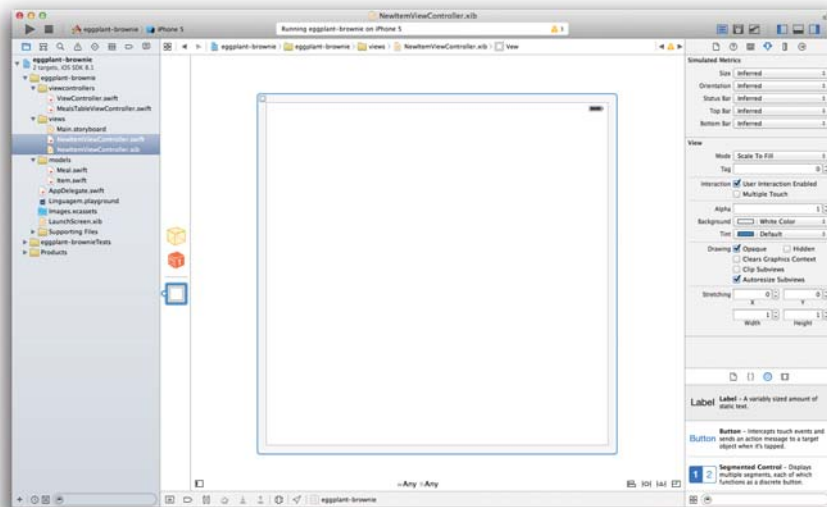 NewItemViewController.xib
eggplant-brownie
iPhone 5
Running eggplant-brownie on iPhone 5
1
eggplant-brownie
2 targets, iOS SDK 8.1
eggplant-brownie
viewcontrollers
ViewController.swift
MealsTableViewController.swift
views
Main.storyboard
NewItemViewController.swift
NewItemViewController.xib
models
Meal.swift
Item.swift
AppDelegate.swift
Linguagem.playground
Images.xcassets
LaunchScreen.xib
Supporting Files
eggplant-brownieTests
Products
eggplant-brownie
eggplant-brownie
views
NewItemViewController.xib
View
wAny hAny
eggplant-brownie
Simulated Metrics
Size Inferred
Orientation Inferred
Status Bar Inferred
Top Bar Inferred
Bottom Bar Inferred
View
Mode Scale To Fill
Tag 0
Interaction User Interaction Enabled
Multiple Touch
Alpha 1
Background White Color
Tint Default
Drawing Opaque Hidden
Clears Graphics Context
Clip Subviews
Autoresize Subviews
Stretching 0 0
X Y
1 1
Width Height
Label Label - A variably sized amount of
static text.
Button - Intercepts touch events and
Button sends an action message to a target
object when it's tapped.
Segmented Control - Displays
1 2 multiple segments, each of which
functions as a discrete button.